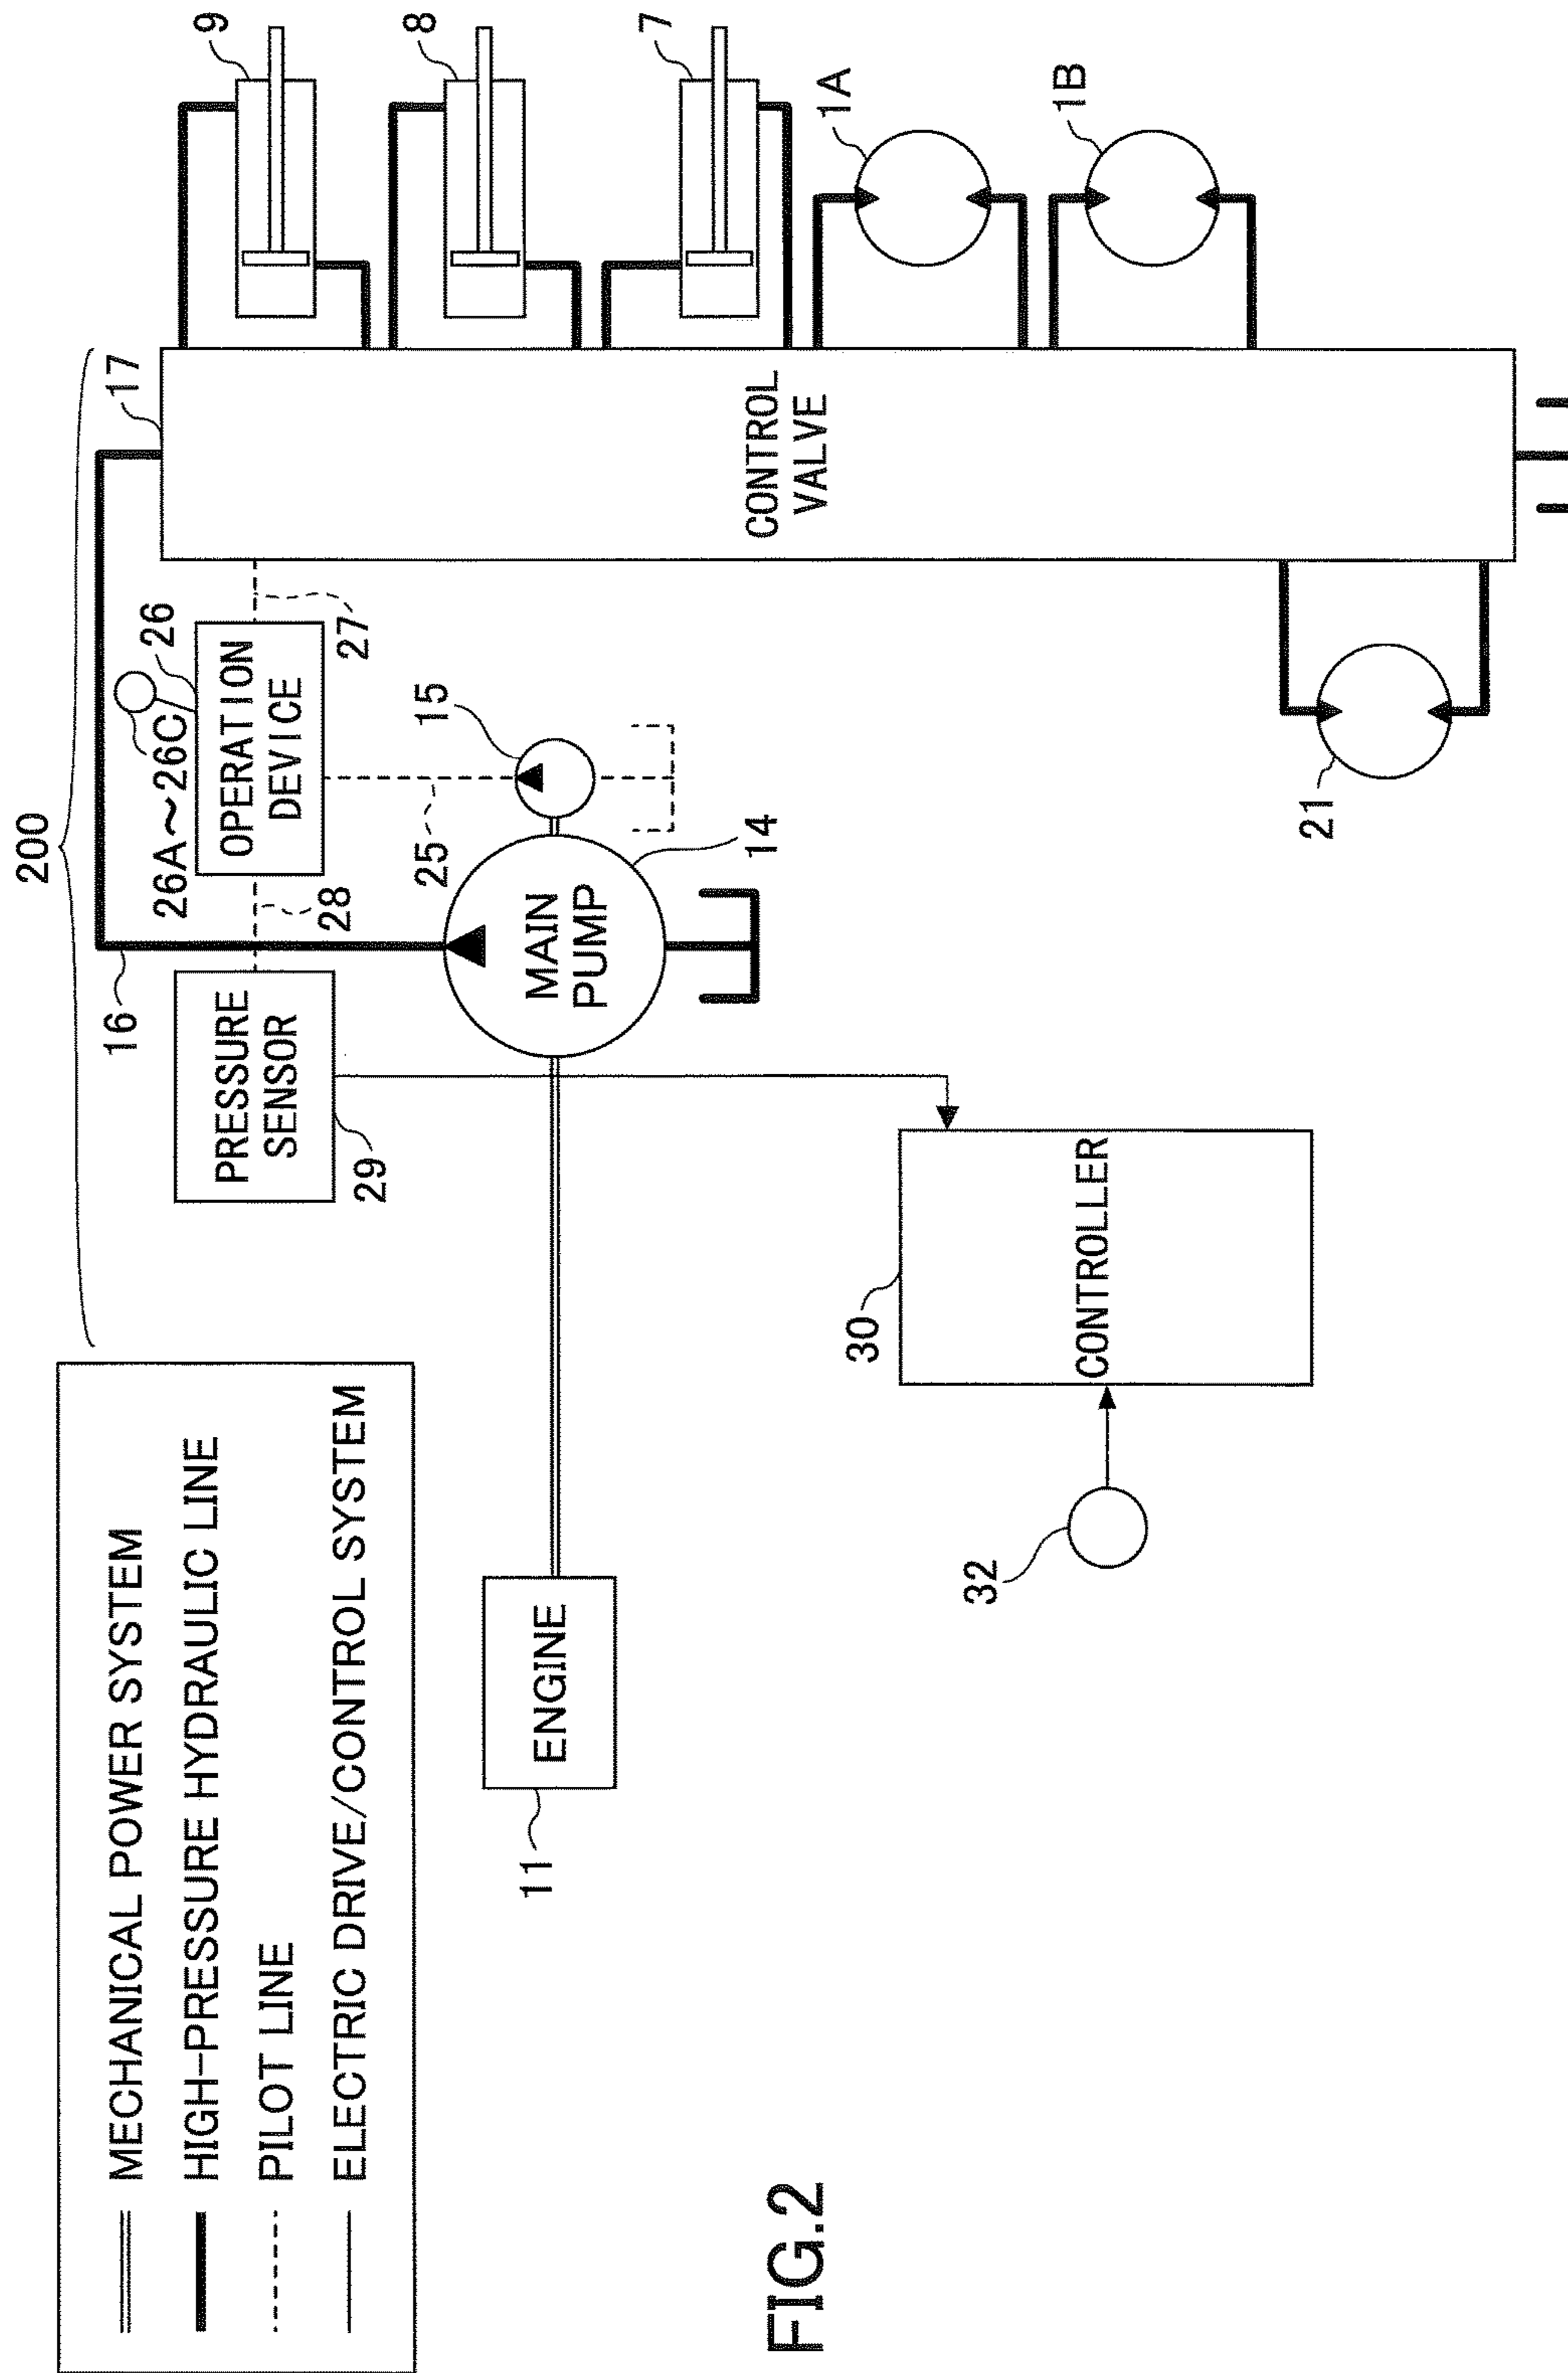 FIG.2
MECHANICAL POWER SYSTEM
HIGH-PRESSURE HYDRAULIC LINE
PILOT LINE
ELECTRIC DRIVE/CONTROL SYSTEM
200
16
26A~26C
26
17
9
8
7
1A
1B
PRESSURE
SENSOR
29
28
OPERATION
DEVICE
27
25
15
11
ENGINE
MAIN
PUMP
14
CONTROL
VALVE
30
CONTROLLER
32
21